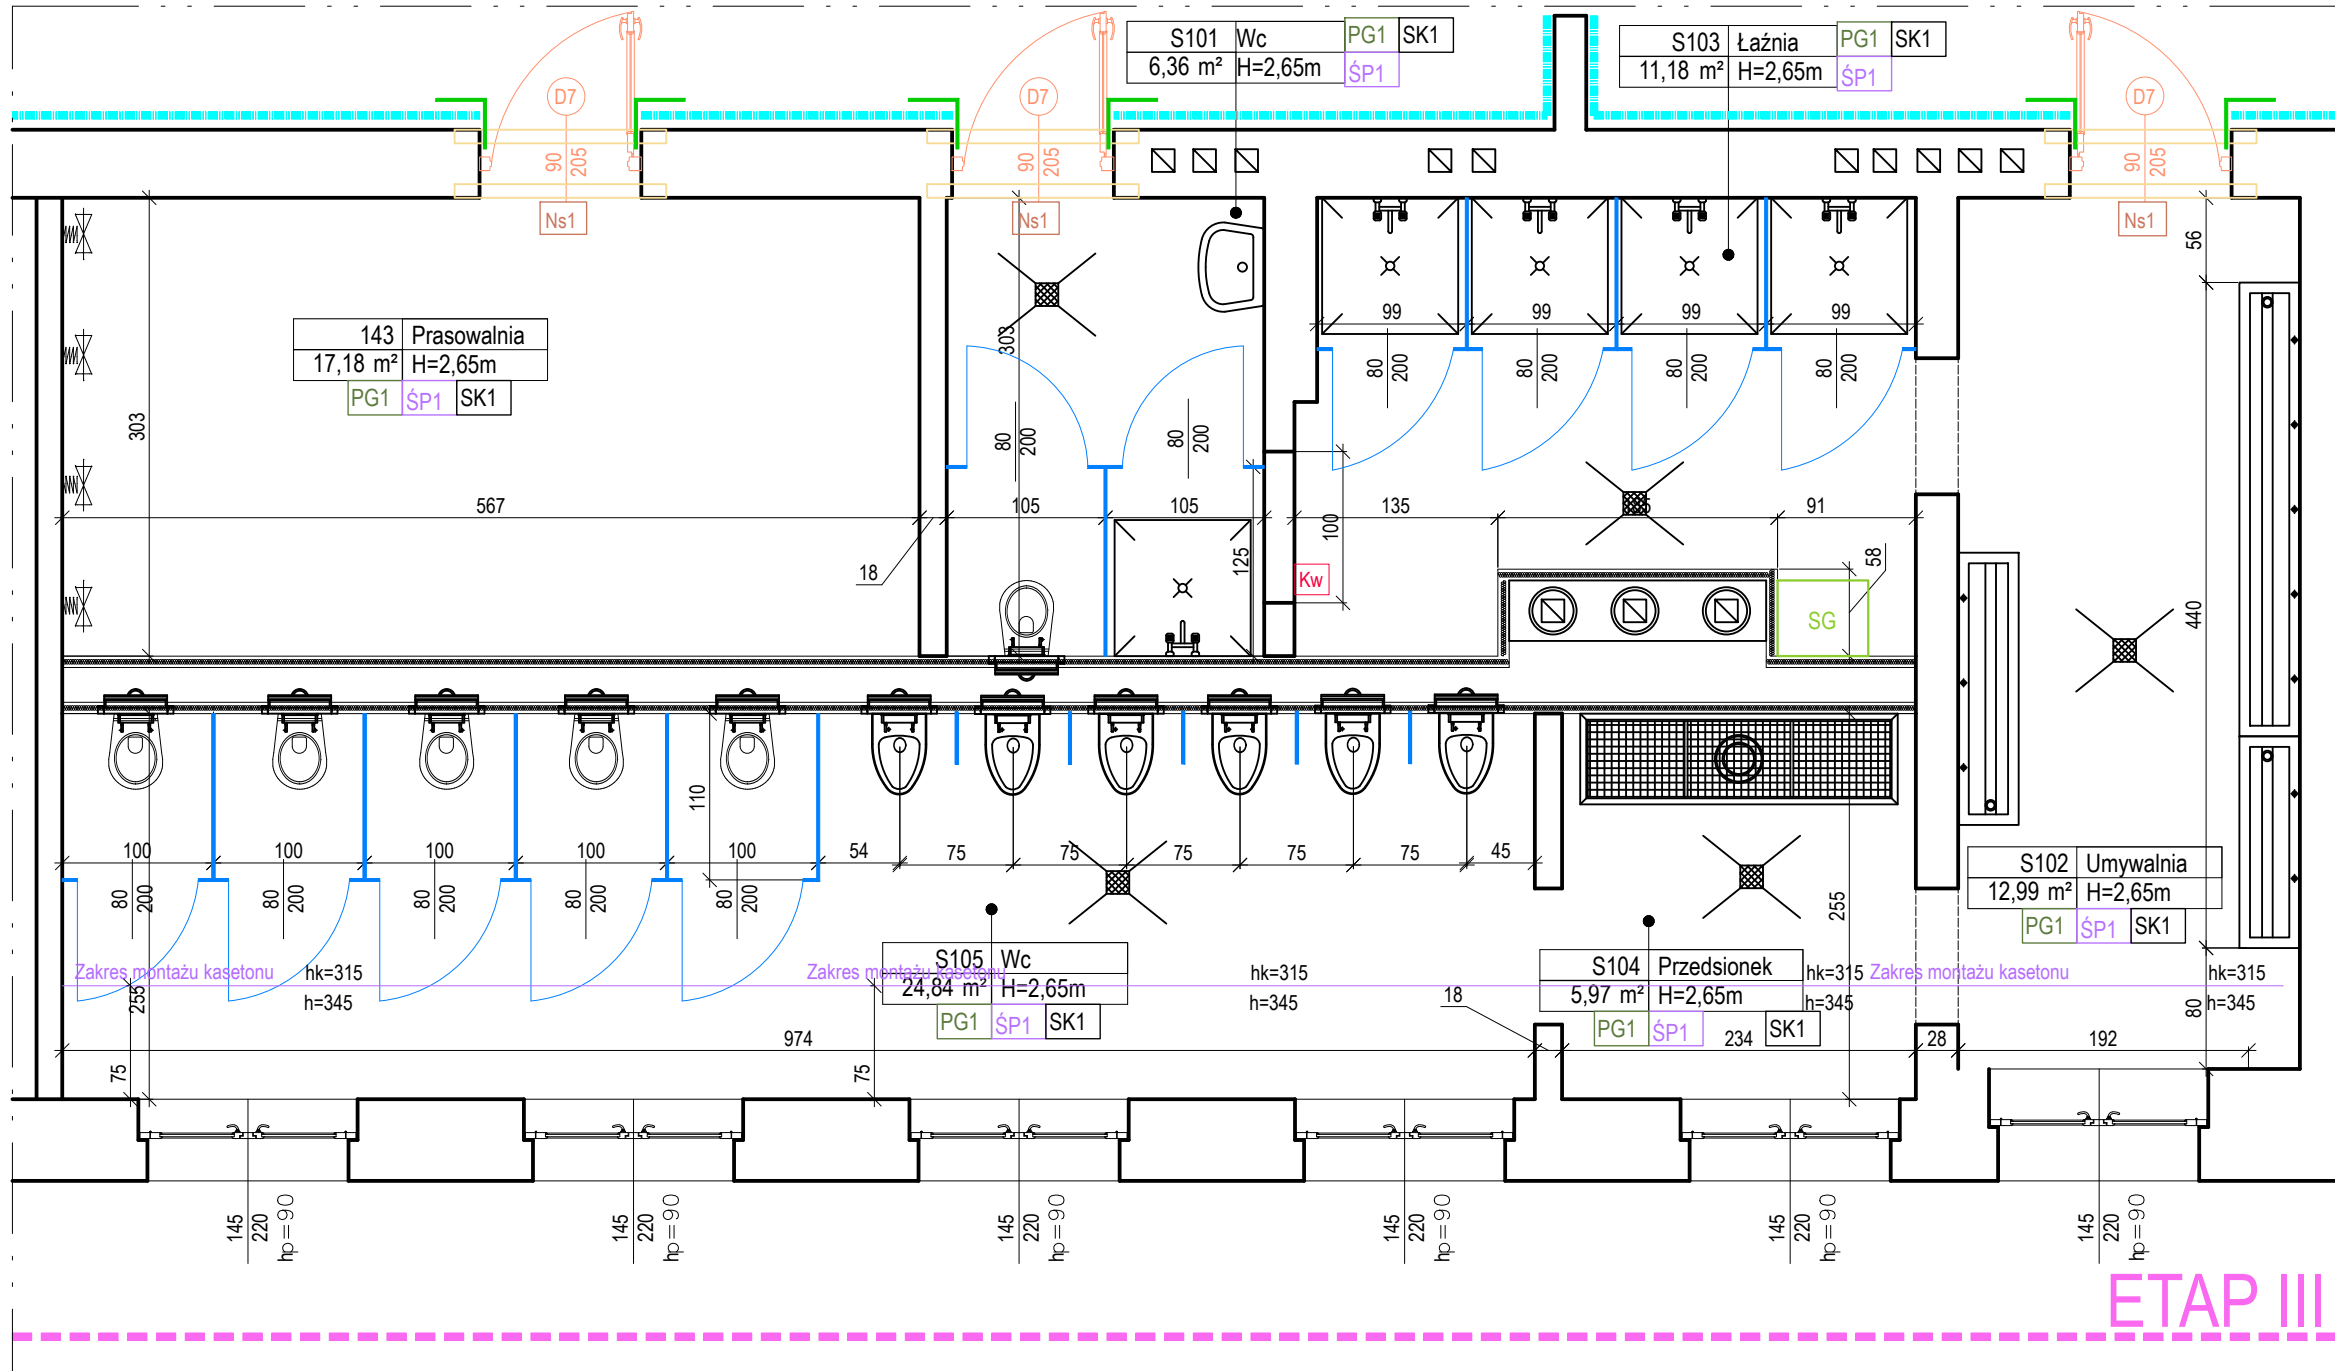 S101 Wc PG1 SK1
6,36 m² H=2,65m ŚP1
S103 Łaźnia PG1 SK1
11,18 m² H=2,65m ŚP1
D7
90
205
Ns1
D7
90
205
Ns1
D7
90
205
Ns1
143 Prasowalnia
17,18 m² H=2,65m
PG1 ŚP1 SK1
303
303
56
99 99 99 99
80
200
80
200
80
200
80
200
80
200
80
200
567
18
105
105
125
100
135
91
58
Kw
SG
440
110
100 100 100 100 100 54 75 75 75 75 75 45
80
200
80
200
80
200
80
200
80
200
255
255
S102 Umywalnia
12,99 m² H=2,65m
PG1 ŚP1 SK1
S105 Wc
24,84 m² H=2,65m
PG1 ŚP1 SK1
S104 Przedsionek
5,97 m² H=2,65m
PG1 ŚP1 SK1
Zakres montażu kasetonu
hk=315
h=345
Zakres montażu kasetonu
hk=315
h=345
hk=315
h=345
Zakres montażu kasetonu
hk=315
h=345
80
18
974
234
28
192
75
75
145
220
hp=90
145
220
hp=90
145
220
hp=90
145
220
hp=90
145
220
hp=90
145
220
hp=90
ETAP III